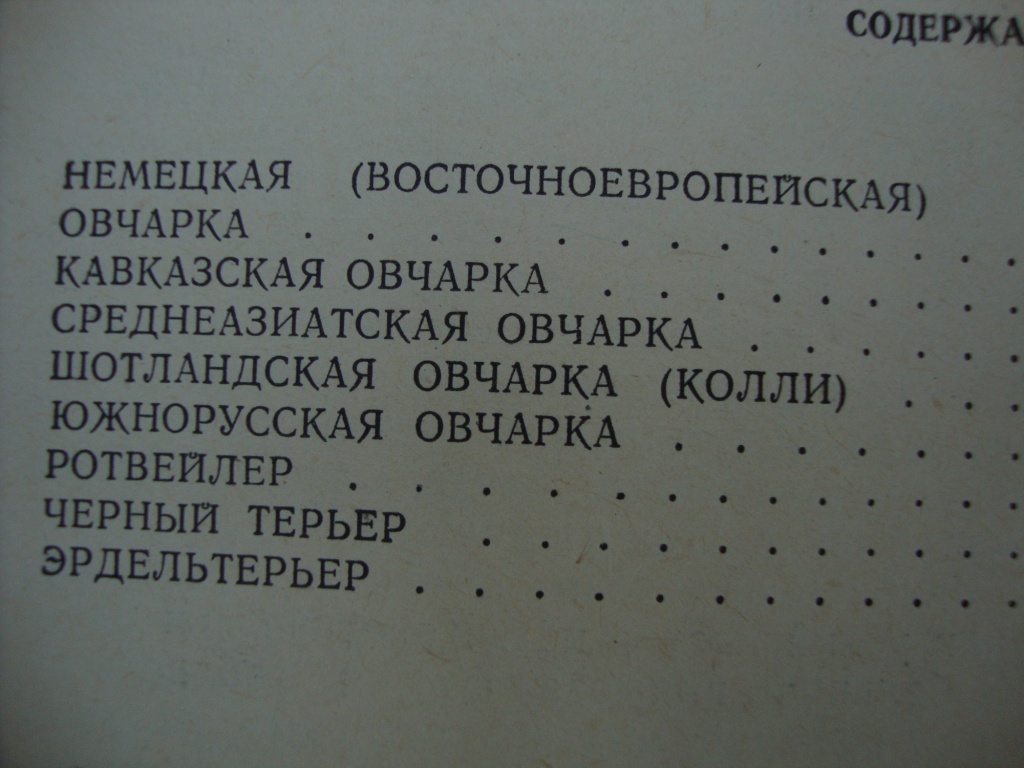 СОДЕРЖА
НЕМЕЦКАЯ (ВОСТОЧНОЕВРОПЕЙСКАЯ)
ОВЧАРКА . . . . . . . . . . . . .
КАВКАЗСКАЯ ОВЧАРКА . . . . . . . .
СРЕДНЕАЗИАТСКАЯ ОВЧАРКА . . . . . .
ШОТЛАНДСКАЯ ОВЧАРКА (КОЛЛИ) . . .
ЮЖНОРУССКАЯ ОВЧАРКА . . . . . . .
РОТВЕЙЛЕР . . . . . . . . . . . .
ЧЕРНЫЙ ТЕРЬЕР . . . . . . . . . .
ЭРДЕЛЬТЕРЬЕР . . . . . . . . . . .